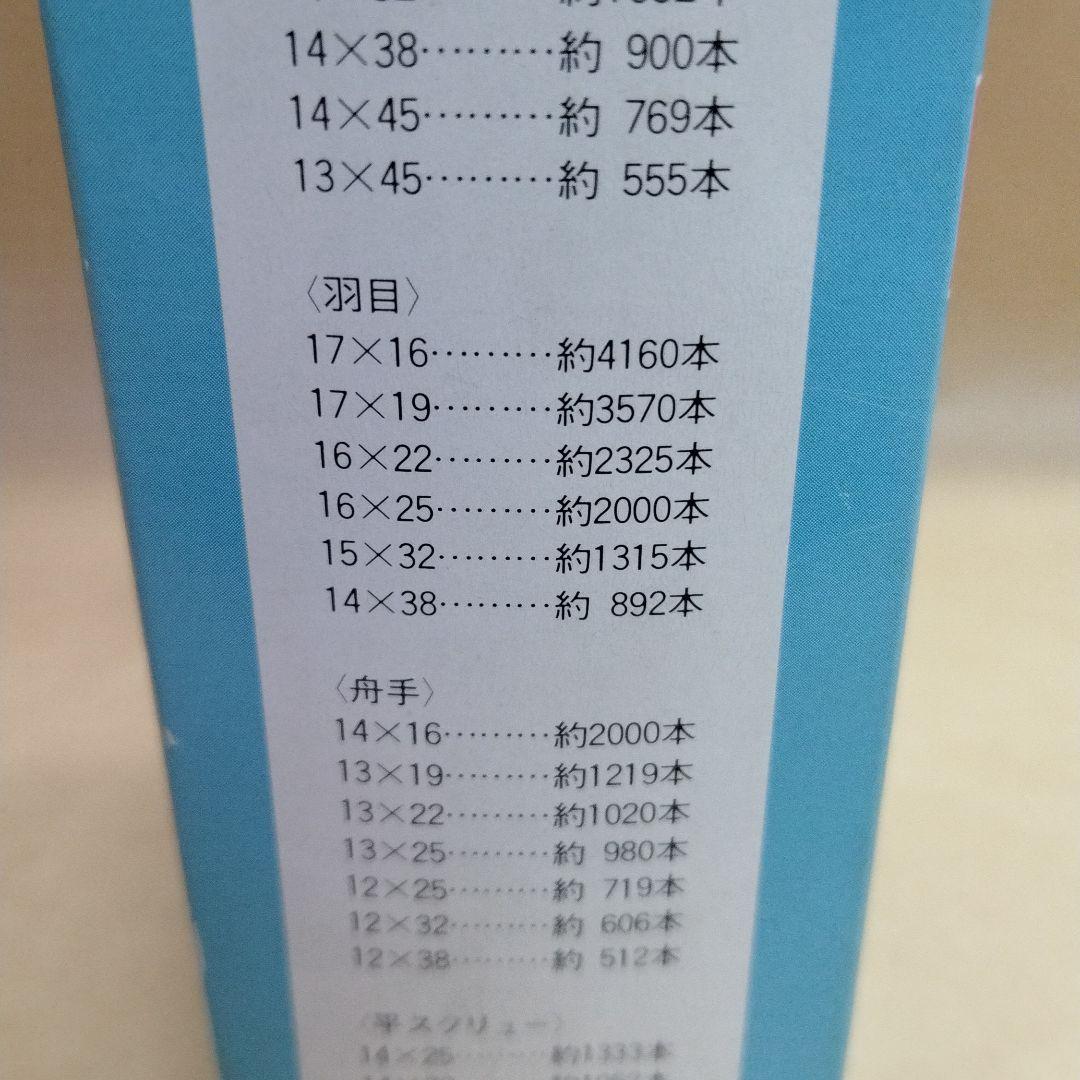 14×38………約 900本
14×45………約 769本
13×45………約 555本
〈羽目〉
17×16………約4160本
17×19………約3570本
16×22………約2325本
16×25………約2000本
15×32………約1315本
14×38………約 892本
〈舟手〉
14×16………約2000本
13×19………約1219本
13×22………約1020本
13×25………約 980本
12×25………約 719本
12×32………約 606本
12×38………約 512本
〈平スクリュー〉
14×25………約1333本